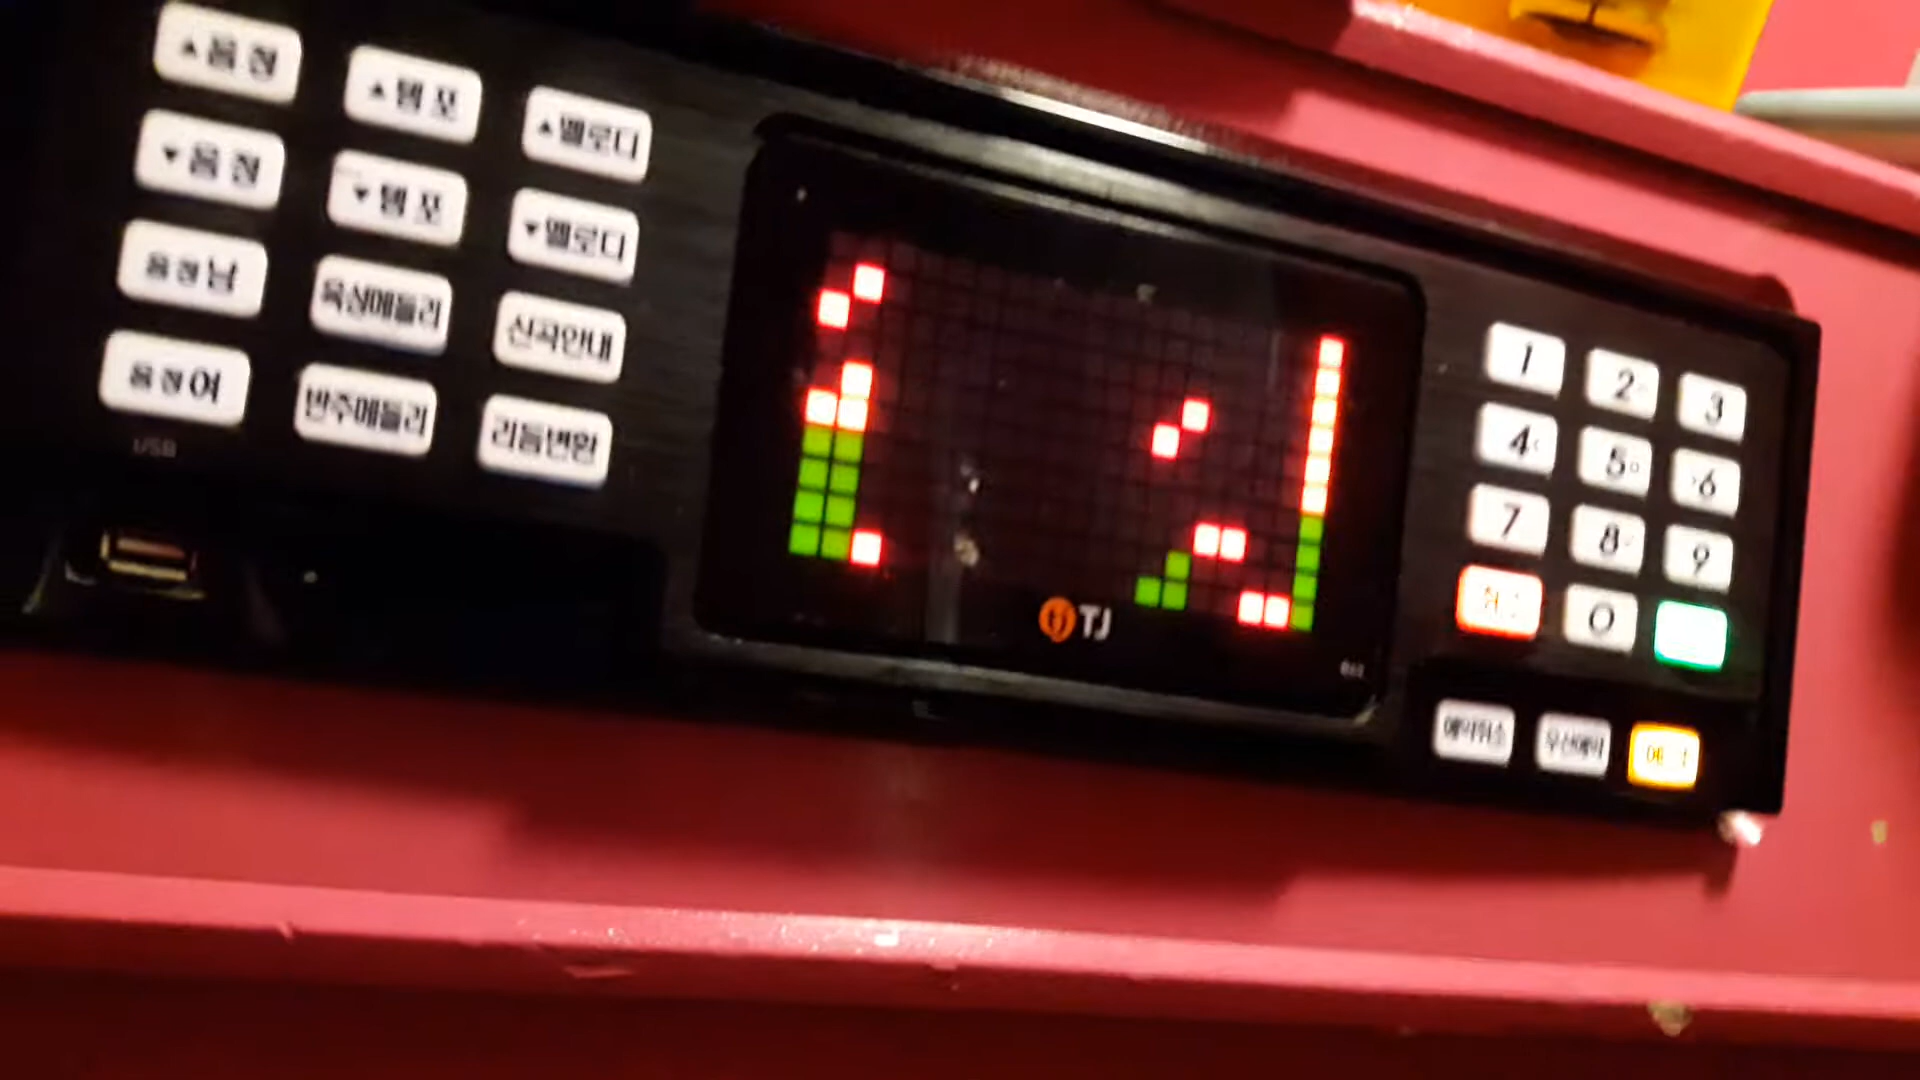 ▲음정
▲템포
▲멜로디
▼음정
▼템포
▼멜로디
음정남
육성메들리
신곡안내
음정여
반주메들리
리듬변환
USB
TJ
1 2 3
4 5 6
7 8 9
취소 0
예약취소 우선예약